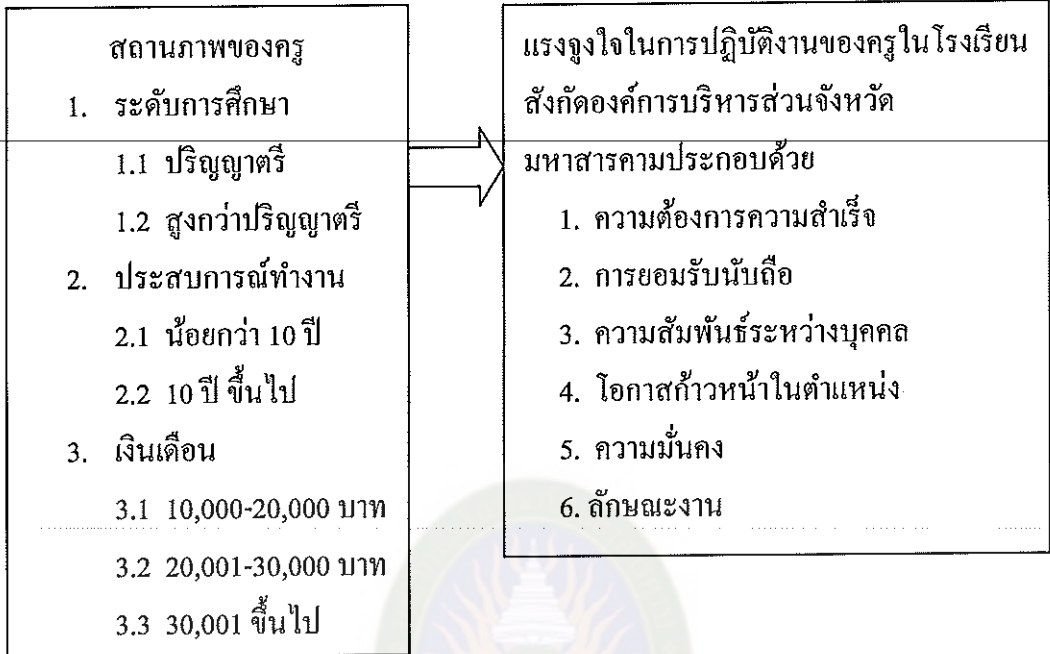 สถานภาพของครู
1. ระดับการศึกษา
1.1 ปริญญาตรี
1.2 สูงกว่าปริญญาตรี
2. ประสบการณ์ทำงาน
2.1 น้อยกว่า 10 ปี
2.2 10 ปี ขึ้นไป
3. เงินเดือน
3.1 10,000-20,000 บาท
3.2 20,001-30,000 บาท
3.3 30,001 ขึ้นไป
แรงจูงใจในการปฏิบัติงานของครูในโรงเรียน
สังกัดองค์การบริหารส่วนจังหวัด
มหาสารคามประกอบด้วย
1. ความต้องการความสำเร็จ
2. การยอมรับนับถือ
3. ความสัมพันธ์ระหว่างบุคคล
4. โอกาสก้าวหน้าในตำแหน่ง
5. ความมั่นคง
6. ลักษณะงาน